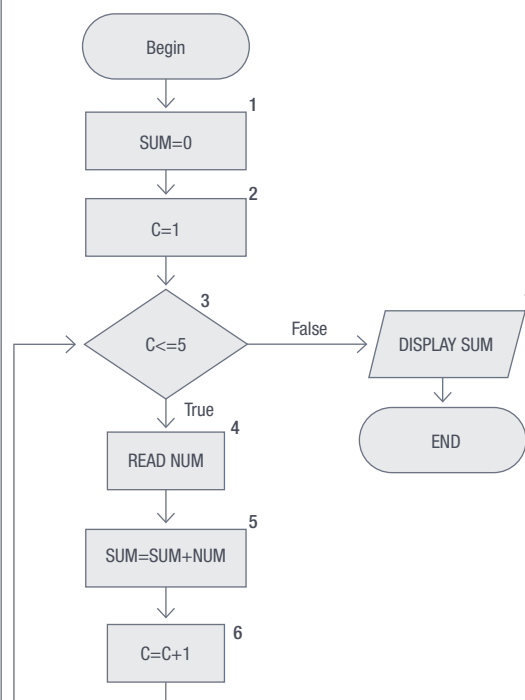 Begin
1
SUM=0
2
C=1
3
C<=5
False
DISPLAY SUM
True
END
4
READ NUM
5
SUM=SUM+NUM
6
C=C+1